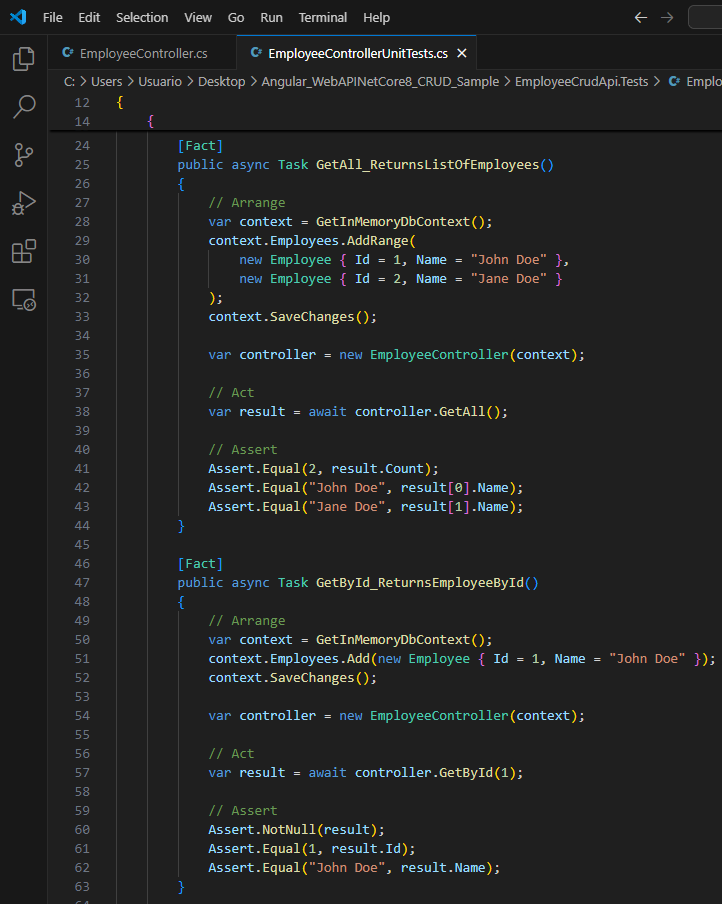 File Edit Selection View Go Run Terminal Help
EmployeeController.cs EmployeeControllerUnitTests.cs
C: > Users > Usuario > Desktop > Angular_WebAPINetCore8_CRUD_Sample > EmployeeCrudApi.Tests > Emplo
12 {
14 {
24 [Fact]
25 public async Task GetAll_ReturnsListOfEmployees()
26 {
27 // Arrange
28 var context = GetInMemoryDbContext();
29 context.Employees.AddRange(
30 new Employee { Id = 1, Name = "John Doe" },
31 new Employee { Id = 2, Name = "Jane Doe" }
32 );
33 context.SaveChanges();
34
35 var controller = new EmployeeController(context);
36
37 // Act
38 var result = await controller.GetAll();
39
40 // Assert
41 Assert.Equal(2, result.Count);
42 Assert.Equal("John Doe", result[0].Name);
43 Assert.Equal("Jane Doe", result[1].Name);
44 }
45
46 [Fact]
47 public async Task GetById_ReturnsEmployeeById()
48 {
49 // Arrange
50 var context = GetInMemoryDbContext();
51 context.Employees.Add(new Employee { Id = 1, Name = "John Doe" });
52 context.SaveChanges();
53
54 var controller = new EmployeeController(context);
55
56 // Act
57 var result = await controller.GetById(1);
58
59 // Assert
60 Assert.NotNull(result);
61 Assert.Equal(1, result.Id);
62 Assert.Equal("John Doe", result.Name);
63 }